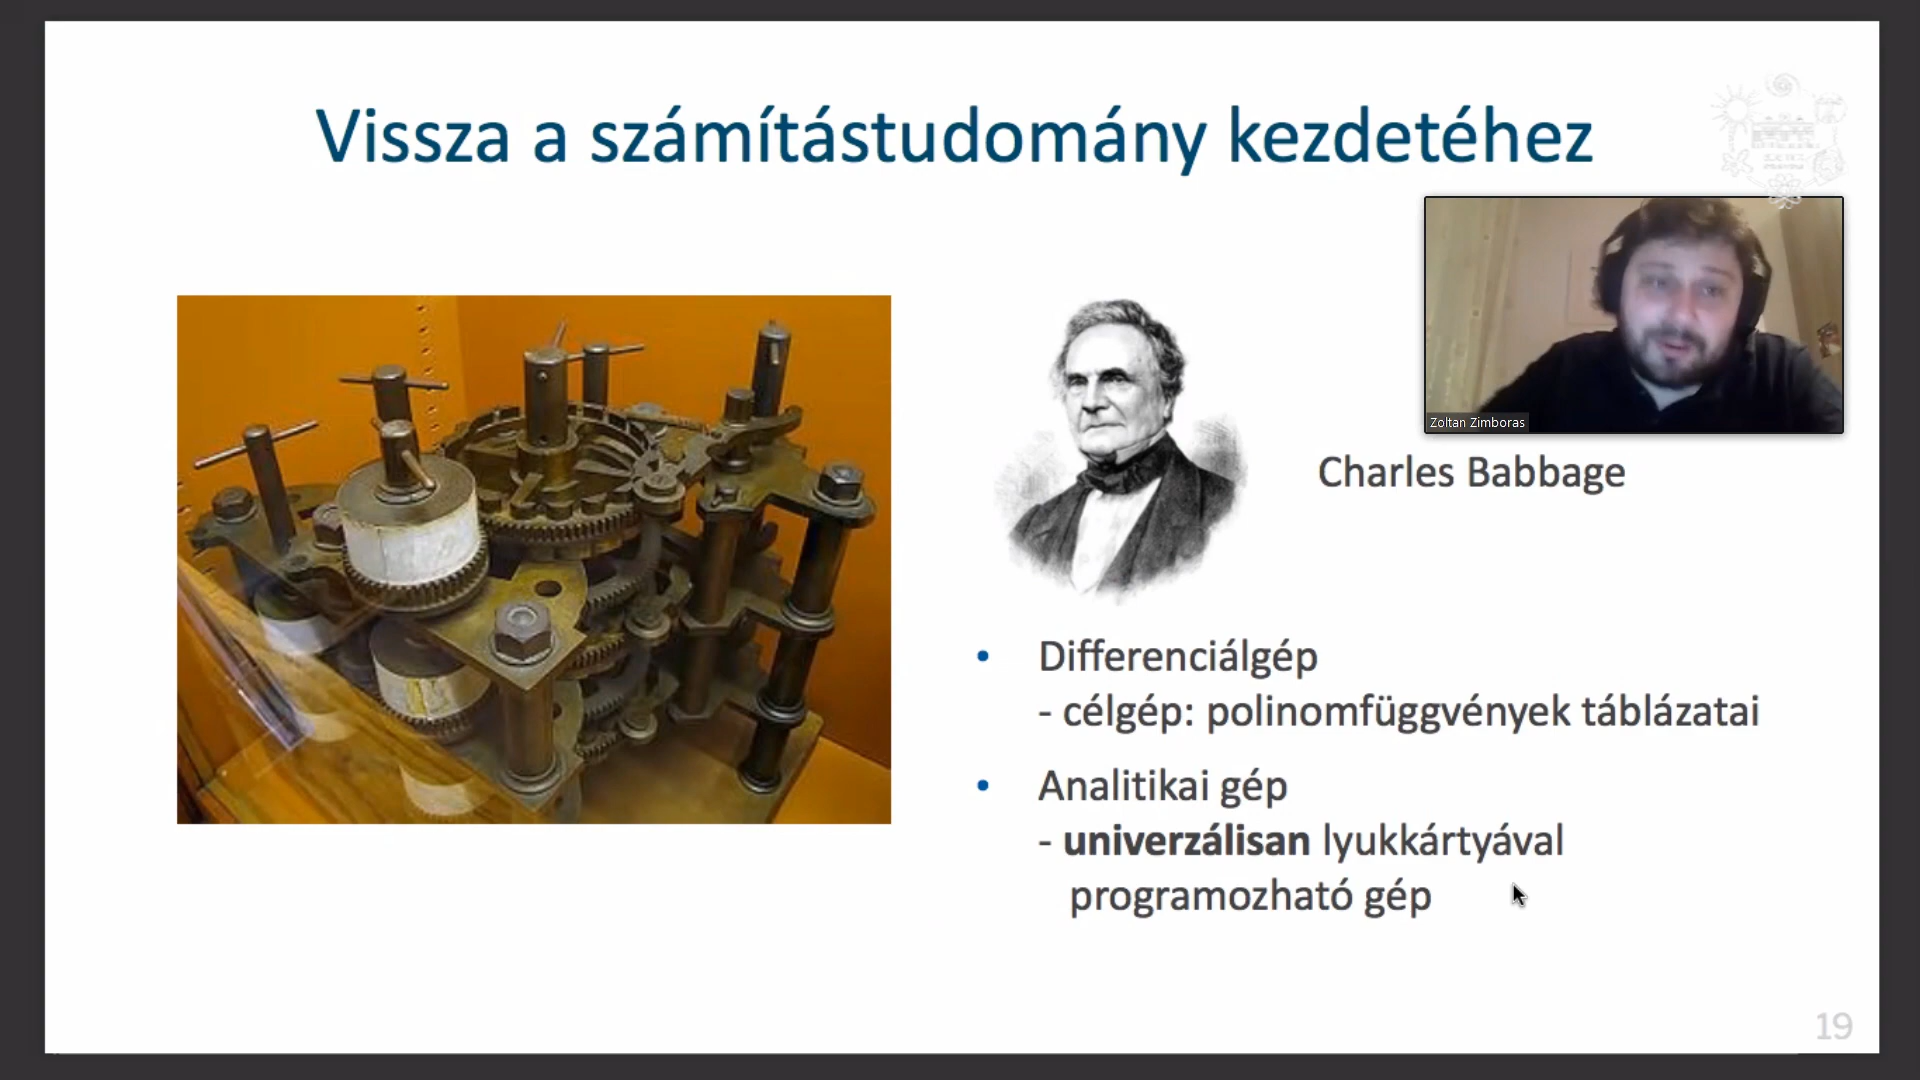 Vissza a számítástudomány kezdetéhez
Zoltan Zimboras
Charles Babbage
• Differenciálgép
- célgép: polinomfüggvények táblázatai
• Analitikai gép
- univerzálisan lyukkártyával
programozható gép
19